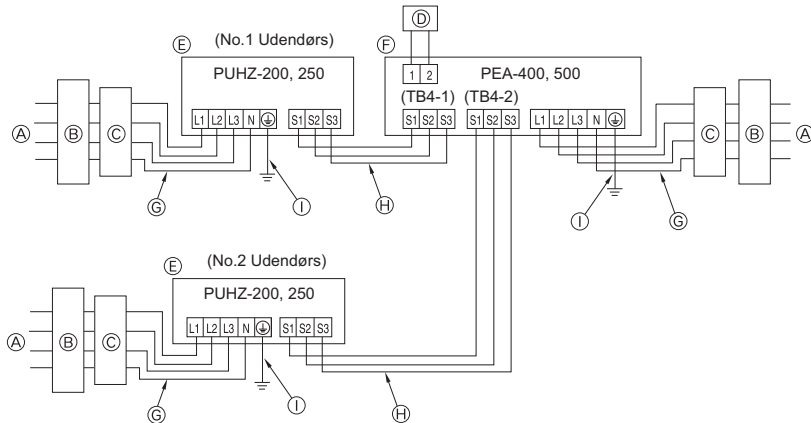 D
E (No.1 Udendørs) F
PUHZ-200, 250
1 2 PEA-400, 500
(TB4-1) (TB4-2)
L1 L2 L3 N S1 S2 S3 S1 S2 S3 S1 S2 S3 L1 L2 L3 N
A B C C B A
G I H I G
E (No.2 Udendørs)
PUHZ-200, 250
L1 L2 L3 N S1 S2 S3
A B C
G I H